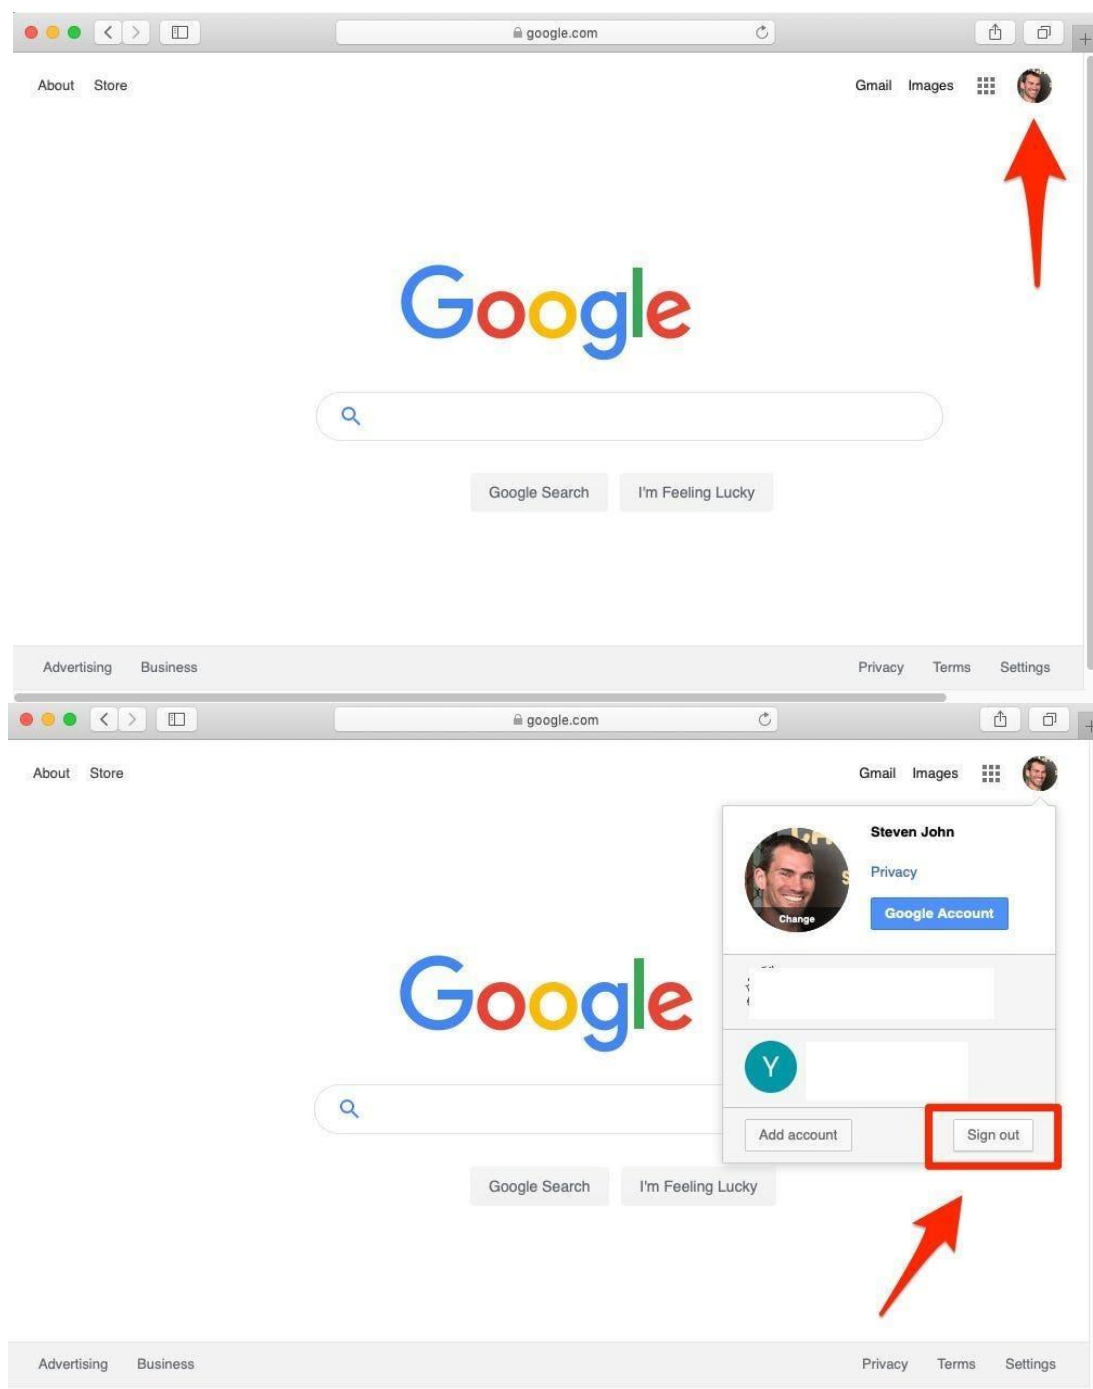 google.com
About Store Gmail Images
Google
Google Search I'm Feeling Lucky
Advertising Business Privacy Terms Settings
google.com
About Store Gmail Images
Steven John
Privacy
Change Google Account
Google
Y
Add account Sign out
Google Search I'm Feeling Lucky
Advertising Business Privacy Terms Settings